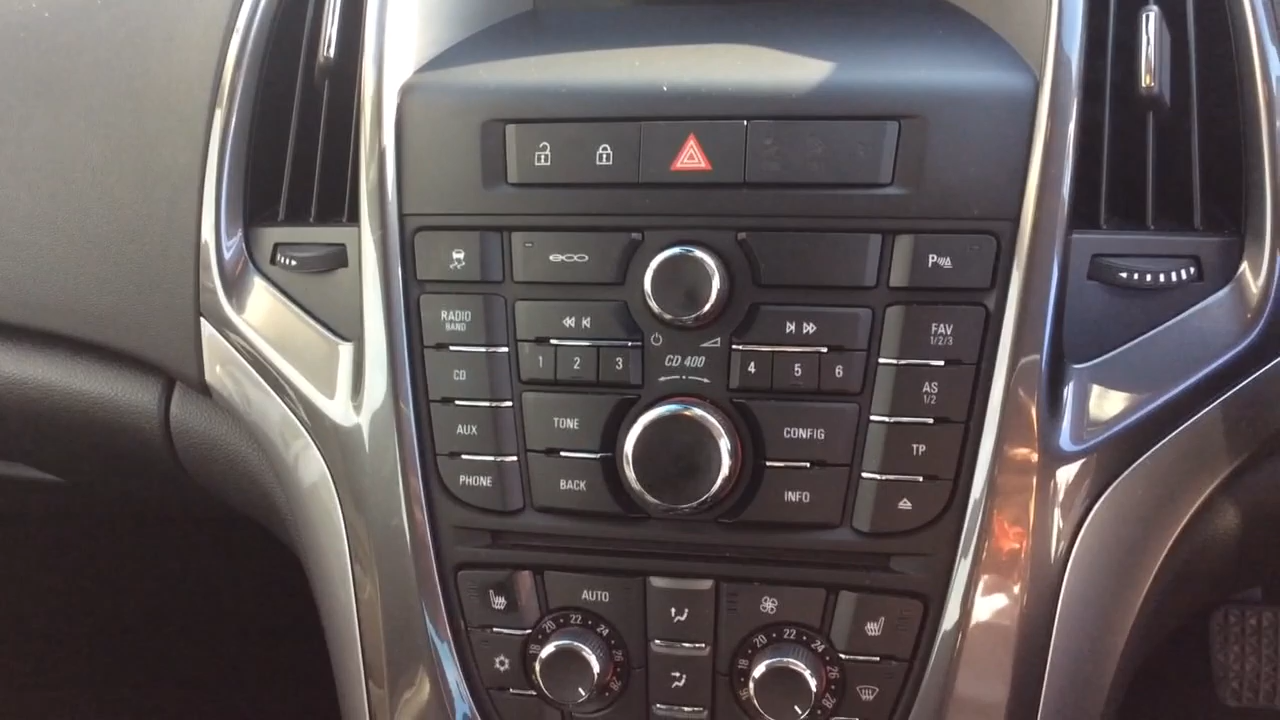 eco
P
RADIO
BAND
FAV
1/2/3
1 2 3
CD 400
4 5 6
CD
AS
1/2
AUX
TONE
CONFIG
TP
PHONE
BACK
INFO
AUTO
20 22 24
18 26
28
20 22 24
18 26
16 28